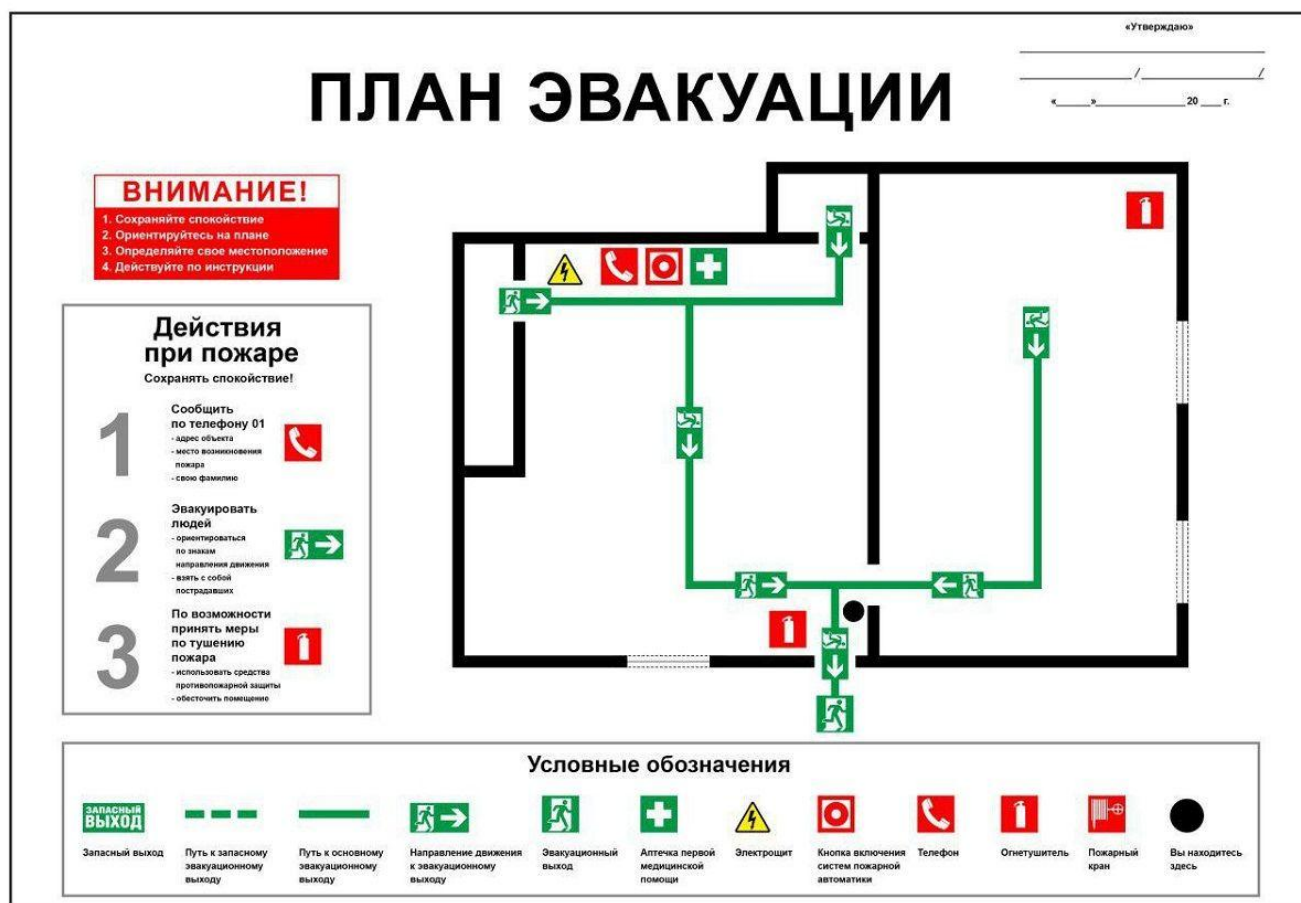 «Утверждаю»
/ /
« » 20 г.
ПЛАН ЭВАКУАЦИИ
ВНИМАНИЕ!
1. Сохраняйте спокойствие
2. Ориентируйтесь на плане
3. Определяйте свое местоположение
4. Действуйте по инструкции
Действия
при пожаре
Сохранять спокойствие!
1
Сообщить
по телефону 01
- адрес объекта
- место возникновения
пожара
- свою фамилию
2
Эвакуировать
людей
- ориентироваться
по знакам
направления движения
- взять с собой
пострадавших
3
По возможности
принять меры
по тушению
пожара
- использовать средства
противопожарной защиты
- обесточить помещение
Условные обозначения
ЗАПАСНЫЙ
ВЫХОД
Запасный выход
Путь к запасному
эвакуационному
выходу
Путь к основному
эвакуационному
выходу
Направление движения
к эвакуационному
выходу
Эвакуационный
выход
Аптечка первой
медицинской
помощи
Электрощит
Кнопка включения
систем пожарной
автоматики
Телефон
Огнетушитель
Пожарный
кран
Вы находитесь
здесь